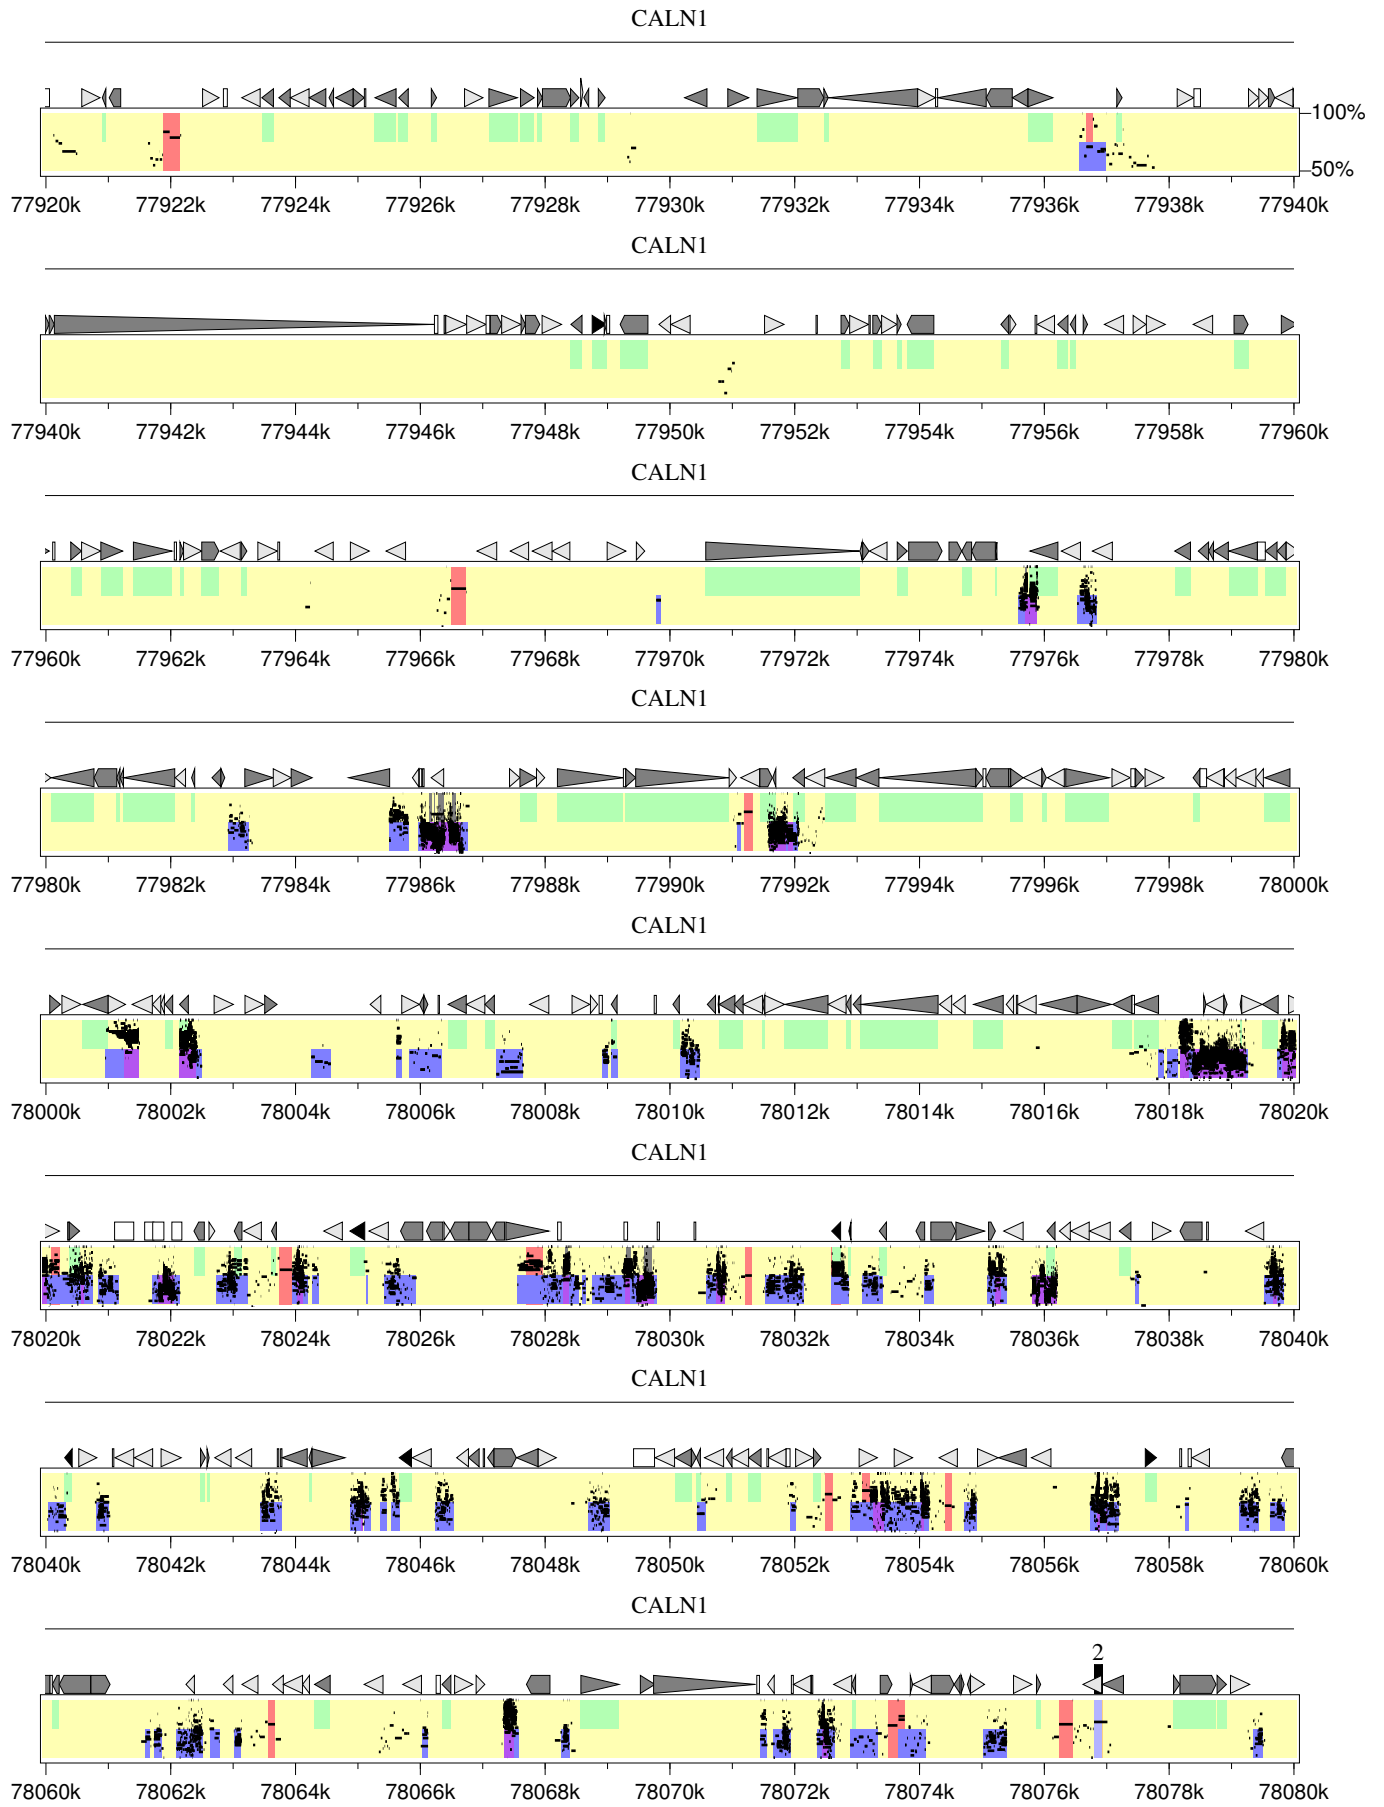 CALN1
100%
50%
77920k 77922k 77924k 77926k 77928k 77930k 77932k 77934k 77936k 77938k 77940k
CALN1
77940k 77942k 77944k 77946k 77948k 77950k 77952k 77954k 77956k 77958k 77960k
CALN1
77960k 77962k 77964k 77966k 77968k 77970k 77972k 77974k 77976k 77978k 77980k
CALN1
77980k 77982k 77984k 77986k 77988k 77990k 77992k 77994k 77996k 77998k 78000k
CALN1
78000k 78002k 78004k 78006k 78008k 78010k 78012k 78014k 78016k 78018k 78020k
CALN1
78020k 78022k 78024k 78026k 78028k 78030k 78032k 78034k 78036k 78038k 78040k
CALN1
78040k 78042k 78044k 78046k 78048k 78050k 78052k 78054k 78056k 78058k 78060k
CALN1
2
78060k 78062k 78064k 78066k 78068k 78070k 78072k 78074k 78076k 78078k 78080k